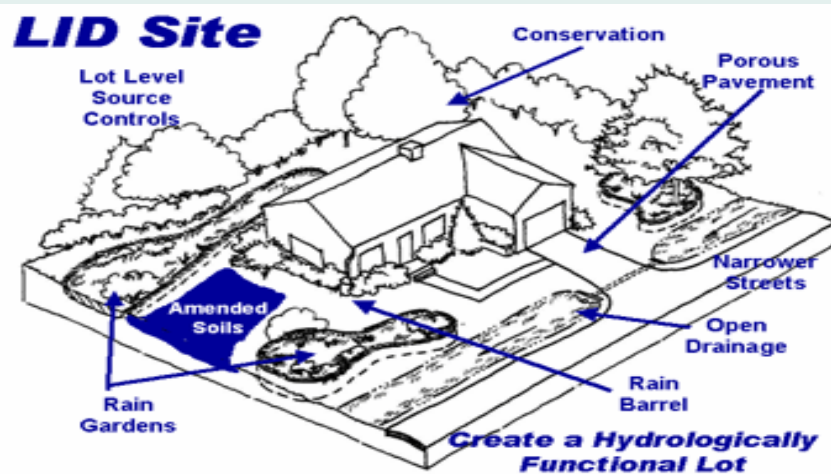 LID Site
Lot Level
Source
Controls
Conservation
Porous
Pavement
Narrower
Streets
Amended
Soils
Open
Drainage
Rain
Barrel
Rain
Gardens
Create a Hydrologically
Functional Lot